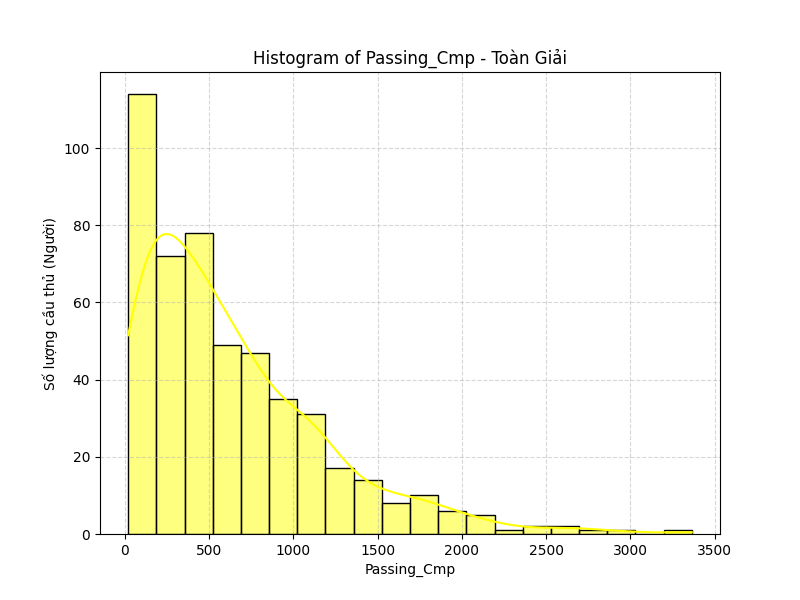 Histogram of Passing_Cmp - Toàn Giải
Số lượng cầu thủ (Người)
100
80
60
40
20
0
0 500 1000 1500 2000 2500 3000 3500
Passing_Cmp